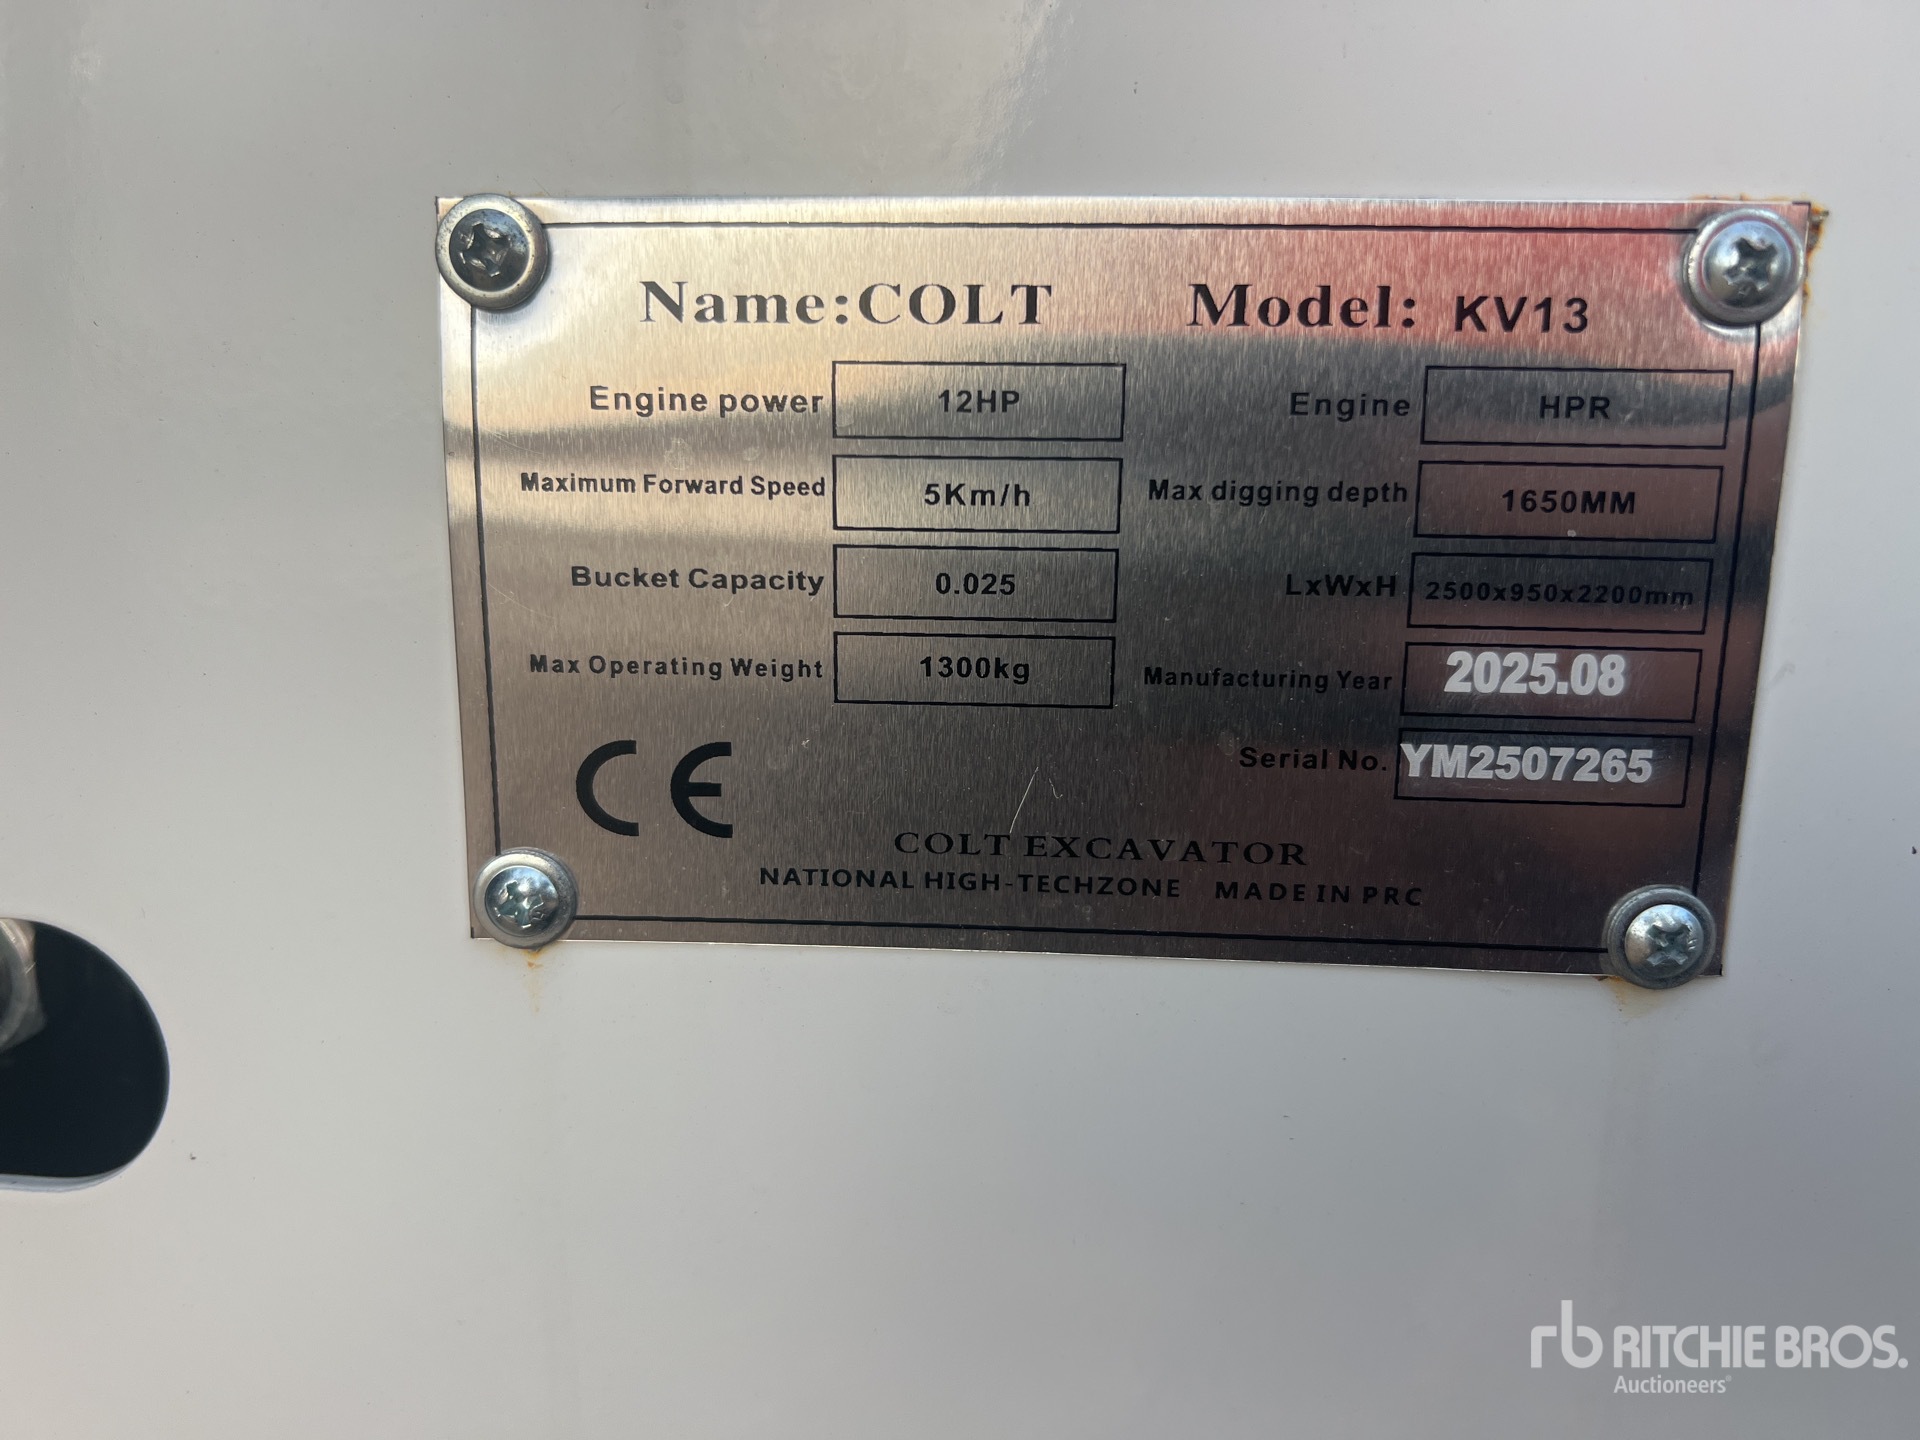 Name:COLT Model: KV13
Engine power 12HP Engine HPR
Maximum Forward Speed 5Km/h Max digging depth 1650MM
Bucket Capacity 0.025 LxWxH 2500x950x2200mm
Max Operating Weight 1300kg Manufacturing Year 2025.08
CE Serial No. YM2507265
COLT EXCAVATOR
NATIONAL HIGH-TECHZONE MADE IN PRC
rb RITCHIE BROS.
Auctioneers